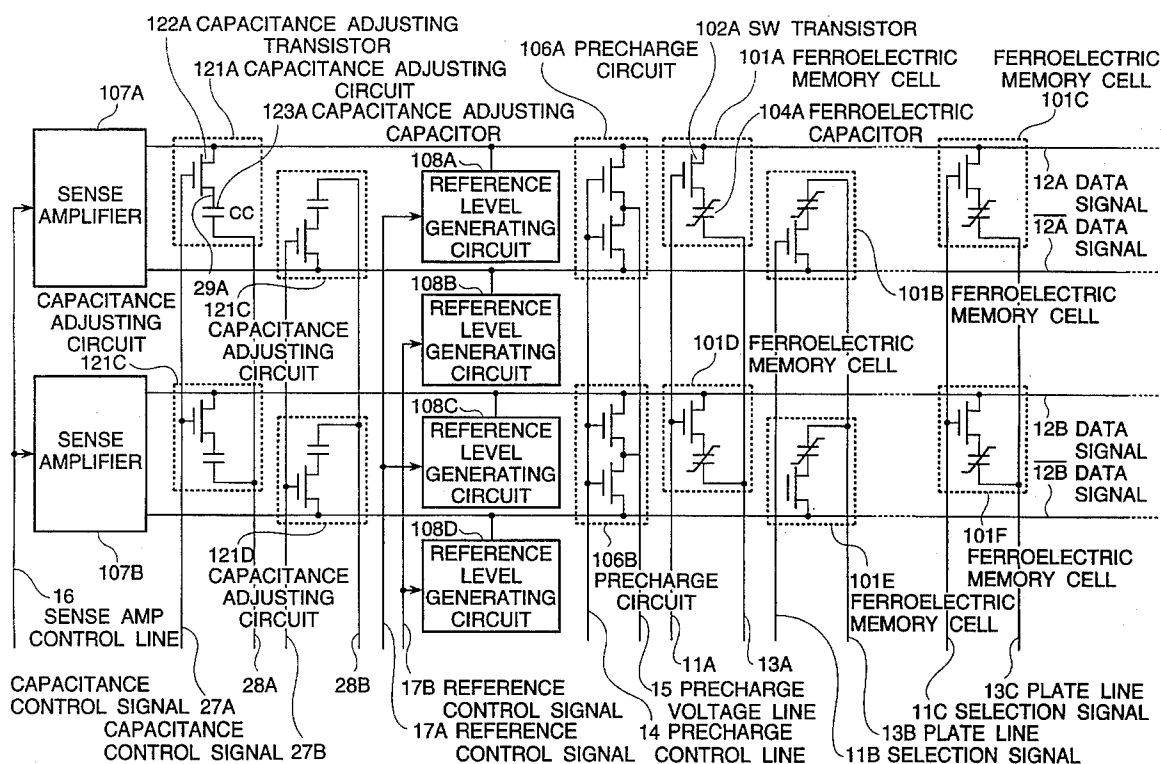 122A CAPACITANCE ADJUSTING
TRANSISTOR
121A CAPACITANCE ADJUSTING
CIRCUIT
123A CAPACITANCE ADJUSTING
CAPACITOR
106A PRECHARGE
CIRCUIT
102A SW TRANSISTOR
101A FERROELECTRIC
MEMORY CELL
104A FERROELECTRIC
CAPACITOR
FERROELECTRIC
MEMORY CELL
101C
107A
SENSE
AMPLIFIER
CC
29A
108A
REFERENCE
LEVEL
GENERATING
CIRCUIT
12A DATA
SIGNAL
12A DATA
SIGNAL
101B FERROELECTRIC
MEMORY CELL
CAPACITANCE
ADJUSTING
CIRCUIT
121C
121C
CAPACITANCE
ADJUSTING
CIRCUIT
108B
REFERENCE
LEVEL
GENERATING
CIRCUIT
101D FERROELECTRIC
MEMORY CELL
SENSE
AMPLIFIER
107B
108C
REFERENCE
LEVEL
GENERATING
CIRCUIT
12B DATA
SIGNAL
12B DATA
SIGNAL
121D
CAPACITANCE
ADJUSTING
CIRCUIT
108D
REFERENCE
LEVEL
GENERATING
CIRCUIT
106B
PRECHARGE
CIRCUIT
101E
FERROELECTRIC
MEMORY CELL
101F
FERROELECTRIC
MEMORY CELL
16
SENSE AMP
CONTROL LINE
CAPACITANCE
CONTROL SIGNAL 27A
CAPACITANCE
CONTROL SIGNAL 27B
28A
28B
17B REFERENCE
CONTROL SIGNAL
17A REFERENCE
CONTROL SIGNAL
11A
13A
15 PRECHARGE
VOLTAGE LINE
14 PRECHARGE
CONTROL LINE
13C PLATE LINE
11C SELECTION SIGNAL
13B PLATE LINE
11B SELECTION SIGNAL